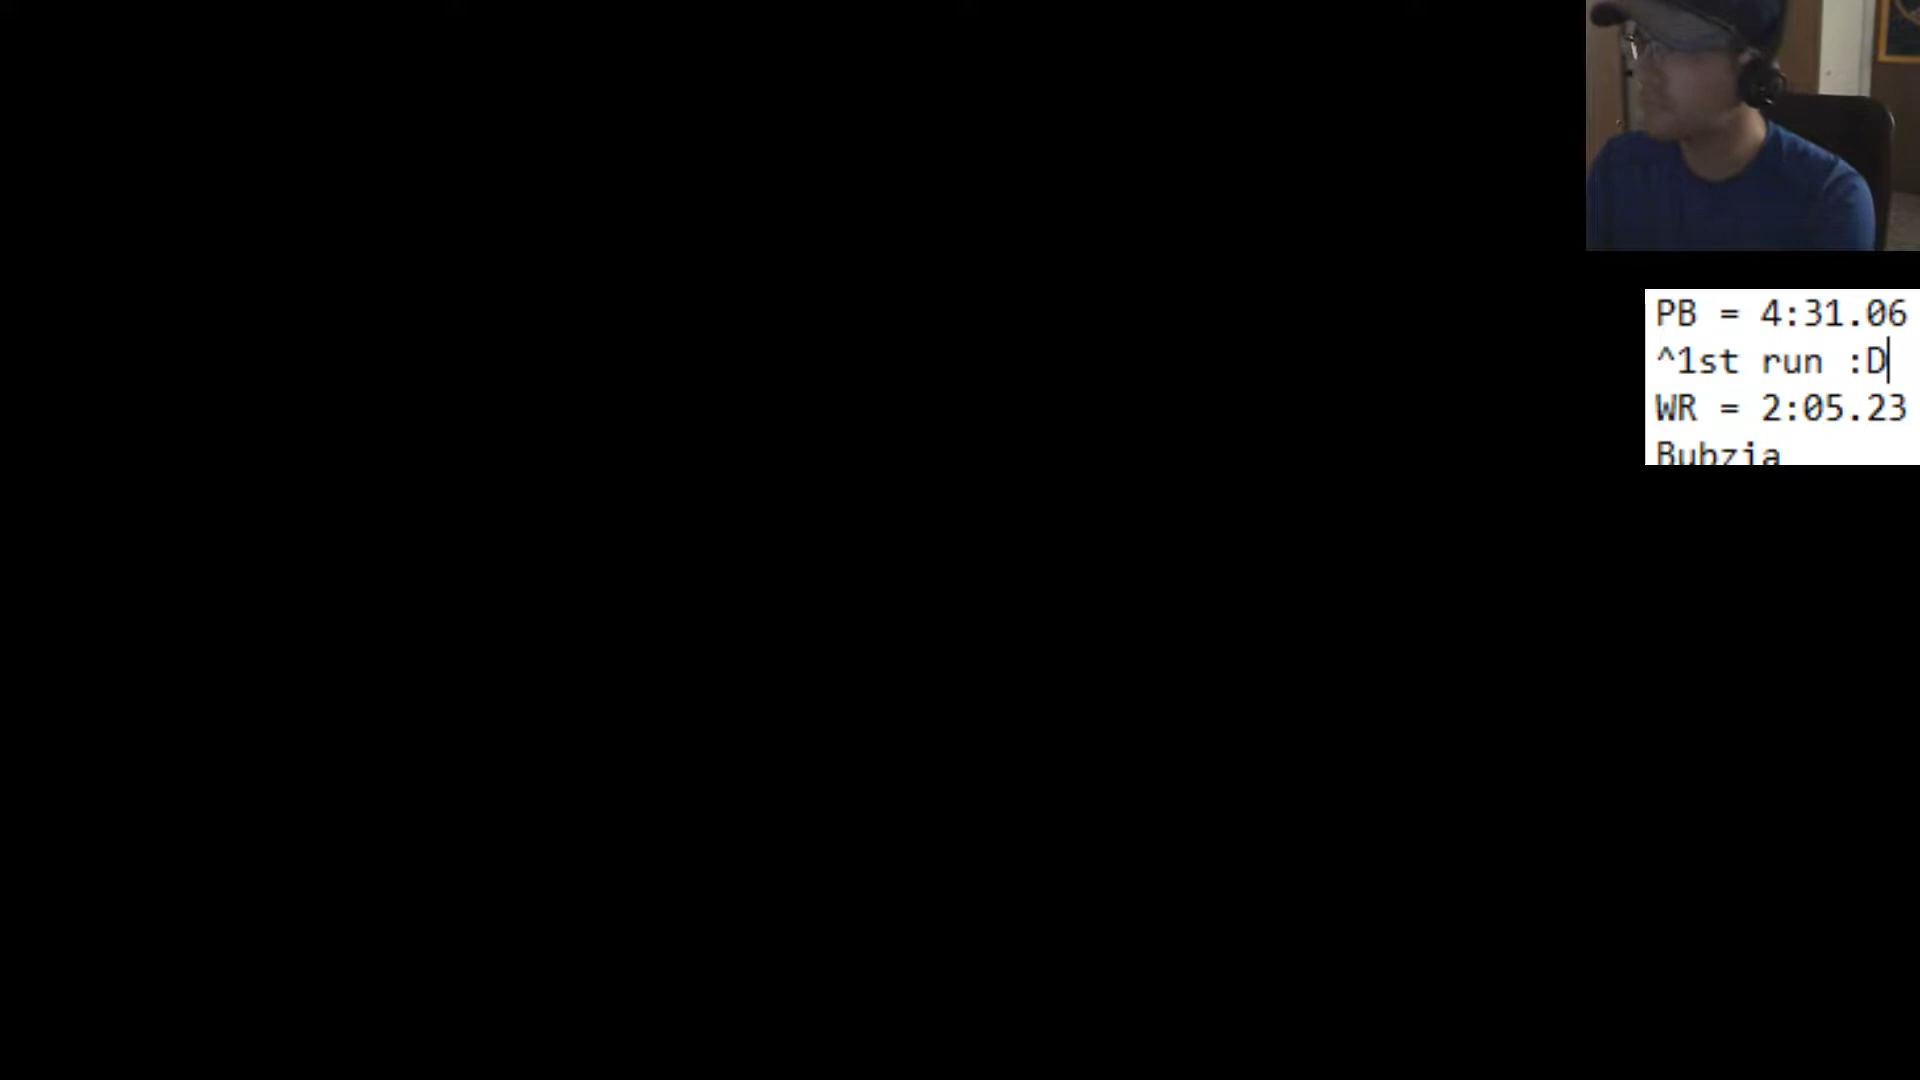 PB = 4:31.06
^1st run :D
WR = 2:05.23
Bubzia